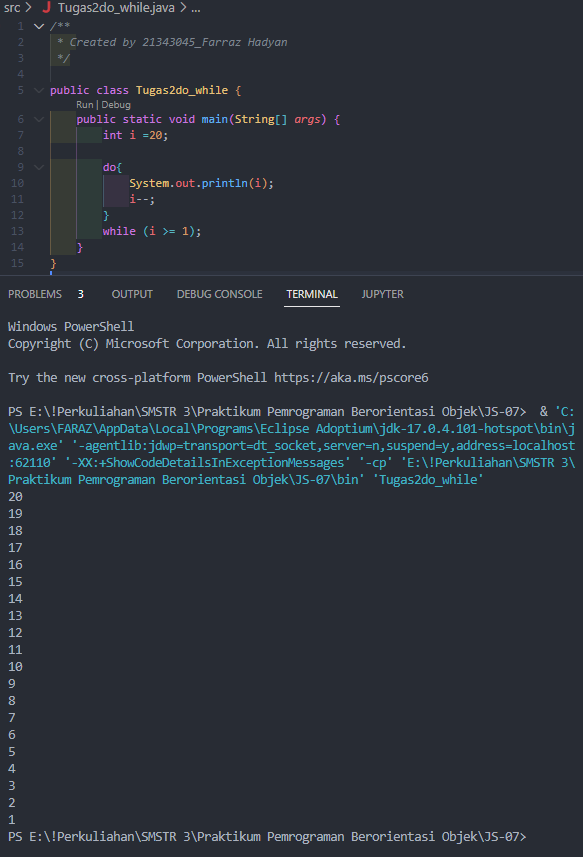 src > J Tugas2do_while.java > ...
1 /**
2 * Created by 21343045_Farraz Hadyan
3 */
4
5 public class Tugas2do_while {
Run | Debug
6 public static void main(String[] args) {
7 int i =20;
8
9 do{
10 System.out.println(i);
11 i--;
12 }
13 while (i >= 1);
14 }
15 }
PROBLEMS 3 OUTPUT DEBUG CONSOLE TERMINAL JUPYTER
Windows PowerShell
Copyright (C) Microsoft Corporation. All rights reserved.
Try the new cross-platform PowerShell https://aka.ms/pscore6
PS E:\!Perkuliahan\SMSTR 3\Praktikum Pemrograman Berorientasi Objek\JS-07>  & 'C:
\Users\FARAZ\AppData\Local\Programs\Eclipse Adoptium\jdk-17.0.4.101-hotspot\bin\j
ava.exe' '-agentlib:jdwp=transport=dt_socket,server=n,suspend=y,address=localhost
:62110' '-XX:+ShowCodeDetailsInExceptionMessages' '-cp' 'E:\!Perkuliahan\SMSTR 3\
Praktikum Pemrograman Berorientasi Objek\JS-07\bin' 'Tugas2do_while'
20
19
18
17
16
15
14
13
12
11
10
9
8
7
6
5
4
3
2
1
PS E:\!Perkuliahan\SMSTR 3\Praktikum Pemrograman Berorientasi Objek\JS-07>